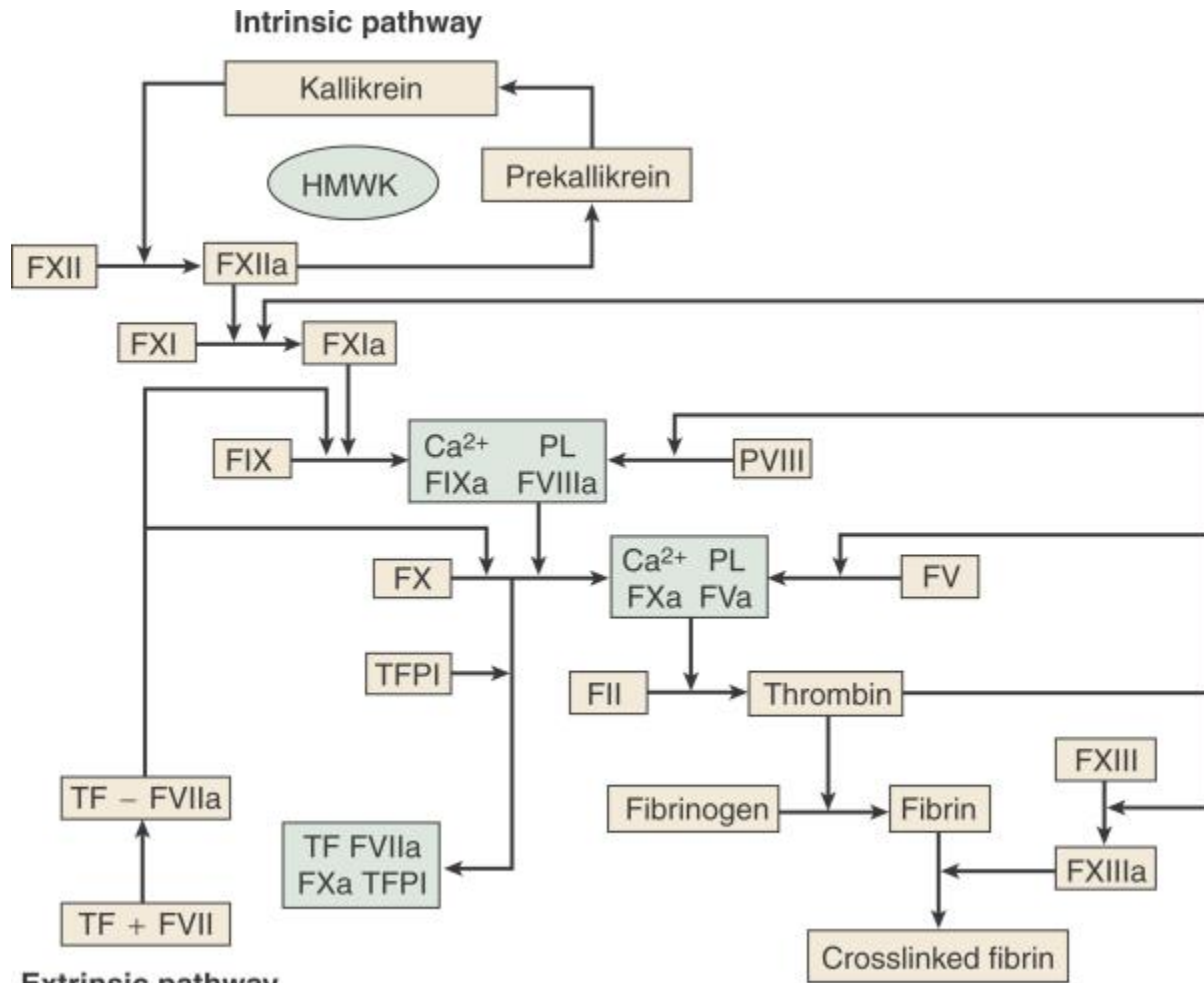 Intrinsic pathway
Kallikrein
HMWK
Prekallikrein
FXII
FXIIa
FXI
FXIa
FIX
Ca²⁺ PL
FIXa FVIIIa
PVIII
FX
Ca²⁺ PL
FXa FVa
FV
TFPI
FII
Thrombin
FXIII
TF – FVIIa
Fibrinogen
Fibrin
TF FVIIa
FXa TFPI
FXIIIa
TF + FVII
Crosslinked fibrin
Extrinsic pathway